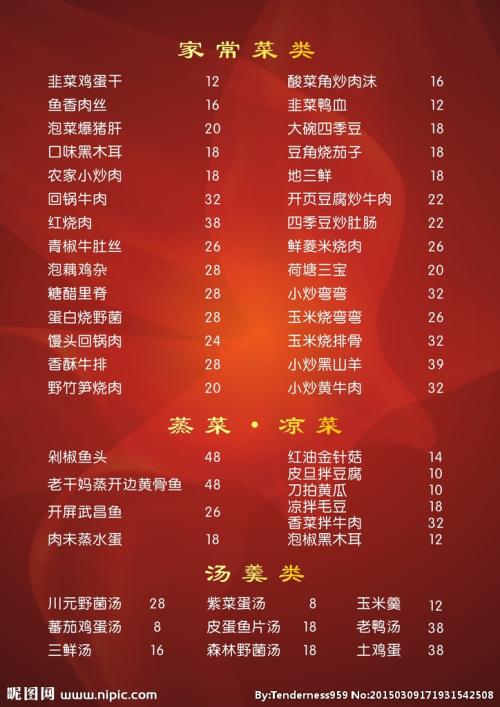 家常菜类
韭菜鸡蛋干 12 酸菜角炒肉沫 16
鱼香肉丝 16 韭菜鸭血 12
泡菜爆猪肝 20 大碗四季豆 18
口味黑木耳 18 豆角烧茄子 18
农家小炒肉 18 地三鲜 18
回锅牛肉 32 开页豆腐炒牛肉 22
红烧肉 38 四季豆炒肚肠 22
青椒牛肚丝 26 鲜菱米烧肉 26
泡藕鸡杂 28 荷塘三宝 20
糖醋里脊 28 小炒弯弯 32
蛋白烧野菌 28 玉米烧弯弯 26
馒头回锅肉 24 玉米烧排骨 32
香酥牛排 28 小炒黑山羊 39
野竹笋烧肉 20 小炒黄牛肉 32
蒸菜·凉菜
剁椒鱼头 48
老干妈蒸开边黄骨鱼 48
开屏武昌鱼 26
肉未蒸水蛋 18
红油金针菇 14
皮旦拌豆腐 10
刀拍黄瓜 10
凉拌毛豆 18
香菜拌牛肉 32
泡椒黑木耳 12
汤羹类
川元野菌汤 28 紫菜蛋汤 8 玉米羹 12
蕃茄鸡蛋汤 8 皮蛋鱼片汤 18 老鸭汤 38
三鲜汤 16 森林野菌汤 18 土鸡蛋 38
昵图网 www.nipic.com
By:Tenderness959 No:20150309171931542508